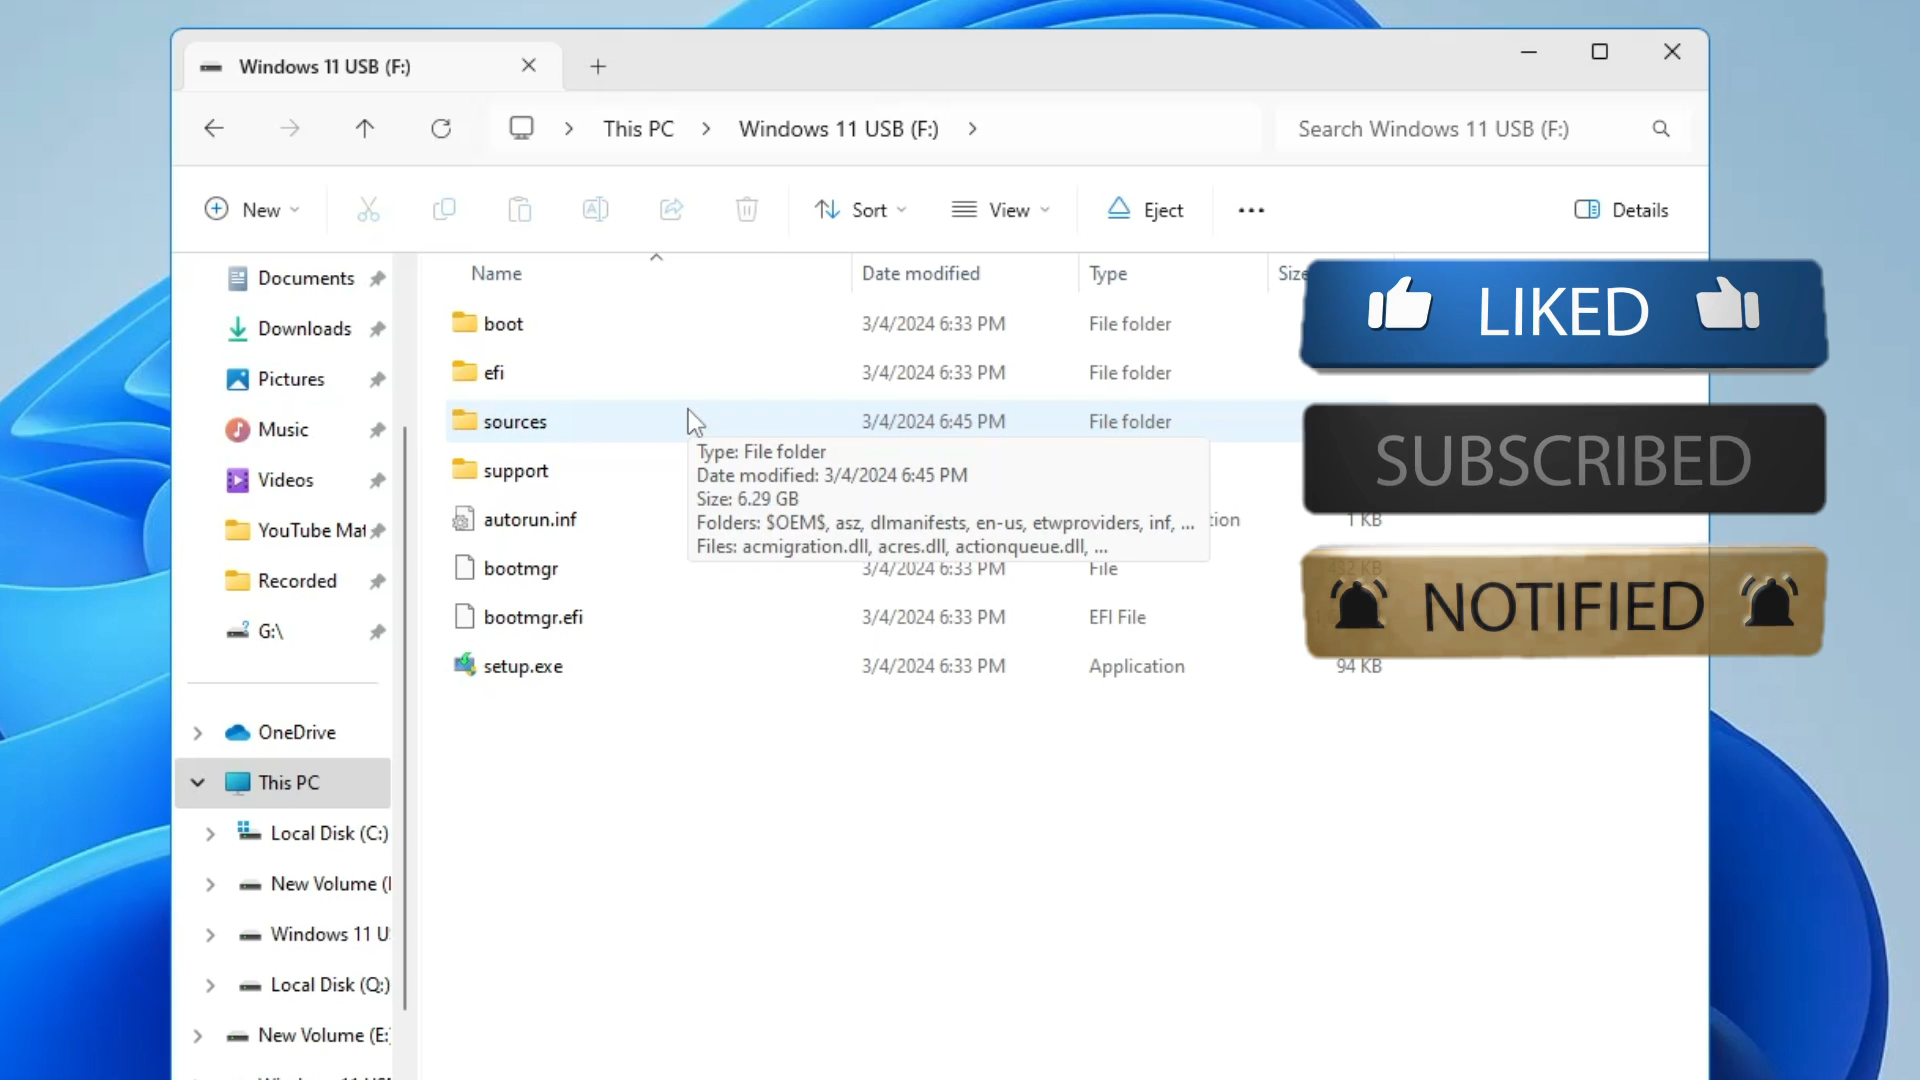 Windows 11 USB (F:)
This PC
Windows 11 USB (F:)
Search Windows 11 USB (F:)
New
Sort
View
Eject
Details
Documents
Downloads
Pictures
Music
Videos
YouTube Mat
Recorded
G:\
OneDrive
This PC
Local Disk (C:)
New Volume (
Windows 11 U
Local Disk (Q:)
New Volume (E:
Name Date modified Type Size
boot 3/4/2024 6:33 PM File folder
efi 3/4/2024 6:33 PM File folder
sources 3/4/2024 6:45 PM File folder
support
autorun.inf tion 1 KB
bootmgr 3/4/2024 6:33 PM File 432 KB
bootmgr.efi 3/4/2024 6:33 PM EFI File
setup.exe 3/4/2024 6:33 PM Application 94 KB
Type: File folder
Date modified: 3/4/2024 6:45 PM
Size: 6.29 GB
Folders: $OEM$, asz, dlmanifests, en-us, etwproviders, inf, ...
Files: acmigration.dll, acres.dll, actionqueue.dll, ...
LIKED
SUBSCRIBED
NOTIFIED